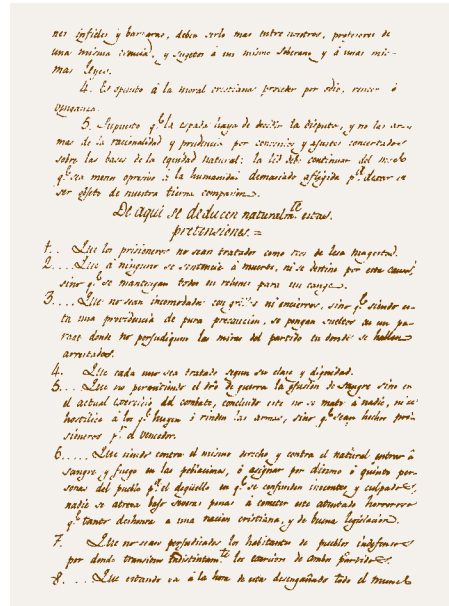 nes infieles y barvaras, deben serlo mas entre nosotros, profesores de
una misma creencia, y sugetos á un mismo soberano y á unas mis-
mas leyes.
4. Es opuesto á la moral cristiana proceder por odio, rencor ó
venganza.
5. Supuesto q.e la espada haya de decidir la disputa, y no las ar-
mas de la racionalidad y prudencia por convenios y ajustes concertados
sobre las bases de la equidad natural: la lid debe continuar del modo
q.e sea menos opresivo á la humanidad demasiado afligida p.a dexar de
ser objeto de nuestra tierna compasion.
De aqui se deducen naturalm.te estas
pretensiones.=
1.. Que los prisioneros no sean tratados como reos de lesa magestad.
2.... Que á ninguno se sentencie á muerte, ni se destine por esta causa,
sino q.e se mantengan todos en rehenes para un cange.
3.... Que no sean incomodados con grillos ni encierros, sino q.e siendo es-
ta una providencia de pura precaucion, se pongan sueltos en un pa-
rage donde no perjudiquen las miras del partido en donde se hallen
arrestados.
4. Que cada uno sea tratado segun su clase y dignidad.
5... Que no permitiendo el dro de guerra la efusion de sangre sino en
el actual exercicio del combate, concluido este no se mate á nadie, ni se
hostilice á los q.e huyen ó rinden las armas, sino q.e sean hechos pri-
sioneros p.r el vencedor.
6.... Que siendo contra el mismo derecho y contra el natural entrar á
sangre y fuego en las poblaciones, ó asignar por diezmo ó quinto per-
sonas del pueblo p.a el degüello en q.e se confunden inocentes y culpados,
nadie se atreva baxo severas penas á cometer este atentado horroroso
q.e tanto deshonra a una nacion cristiana, y de buena legislacion.
7. Que no sean perjudicados los habitantes de pueblos indefensos
por donde transiten indistintam.te los exercitos de ambos partidos.
8... Que estando ya á la hora de esta desengañado todo el mundo